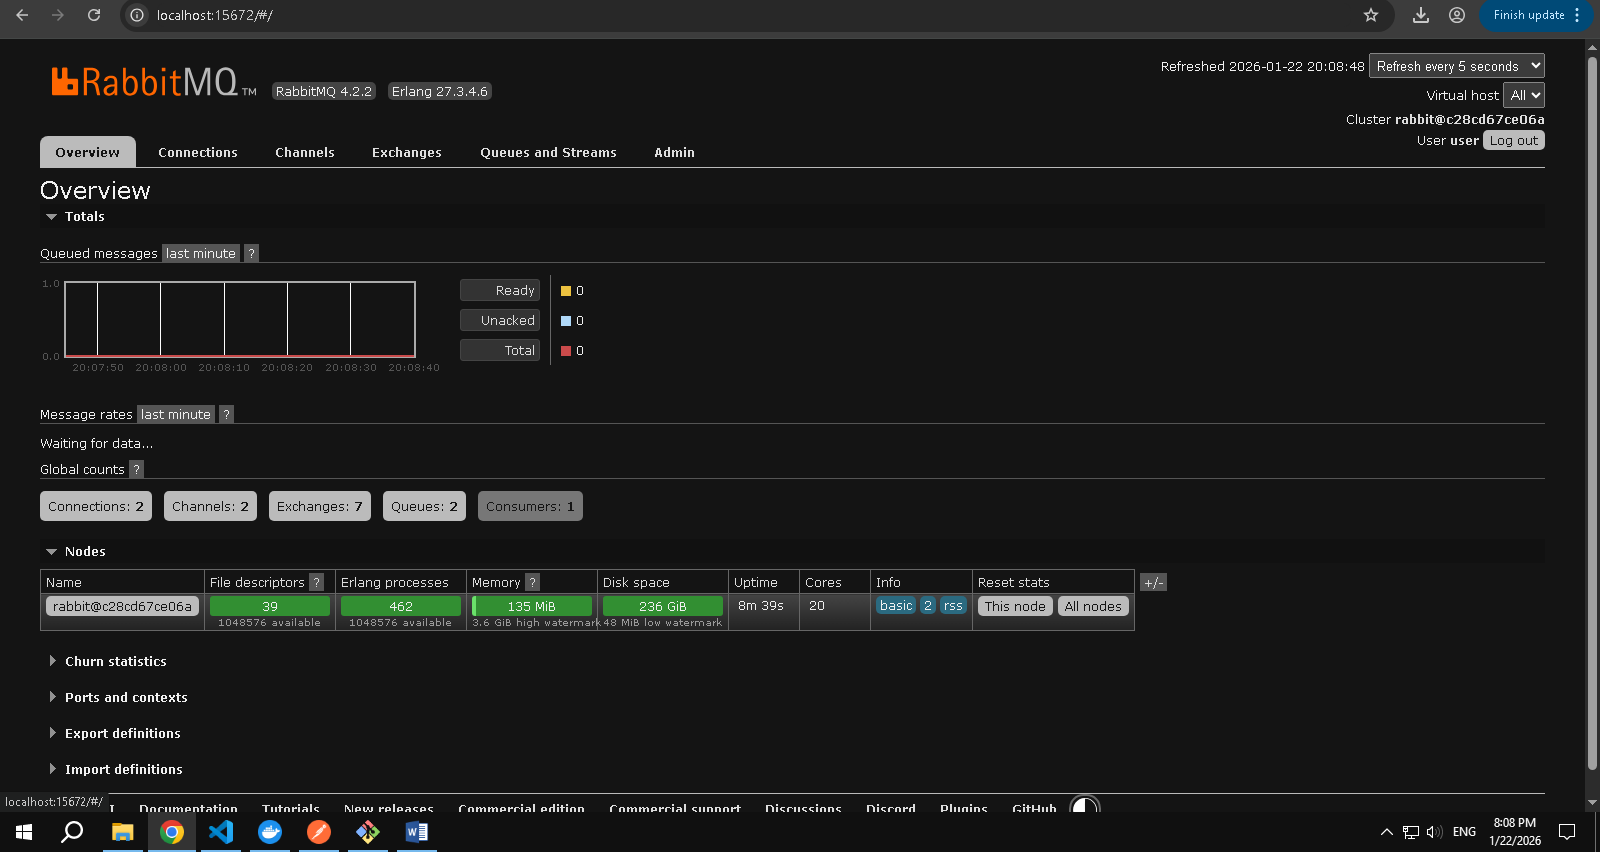 localhost:15672/#/
Finish update
RabbitMQ TM
RabbitMQ 4.2.2
Erlang 27.3.4.6
Refreshed 2026-01-22 20:08:48 Refresh every 5 seconds
Virtual host All
Cluster rabbit@c28cd67ce06a
User user Log out
Overview Connections Channels Exchanges Queues and Streams Admin
Overview
Totals
Queued messages last minute ?
1.0
0.0
20:07:50 20:08:00 20:08:10 20:08:20 20:08:30 20:08:40
Ready 0
Unacked 0
Total 0
Message rates last minute ?
Waiting for data...
Global counts ?
Connections: 2 Channels: 2 Exchanges: 7 Queues: 2 Consumers: 1
Nodes
Name File descriptors ? Erlang processes Memory ? Disk space Uptime Cores Info Reset stats +/-
rabbit@c28cd67ce06a 39 462 135 MiB 236 GiB 8m 39s 20 basic 2 rss This node All nodes
1048576 available 1048576 available 3.6 GiB high watermark 48 MiB low watermark
Churn statistics
Ports and contexts
Export definitions
Import definitions
localhost:15672/#/
Documentation Tutorials New releases Commercial edition Commercial support Discussions Discord Plugins GitHub
ENG
8:08 PM
1/22/2026